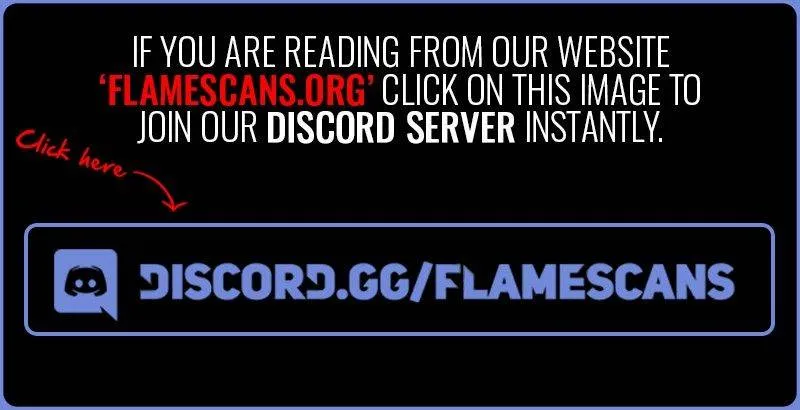 IF YOU ARE READING FROM OUR WEBSITE
‘FLAMESCANS.ORG’ CLICK ON THIS IMAGE TO
JOIN OUR DISCORD SERVER INSTANTLY.
Click here
DISCORD.GG/FLAMESCANS